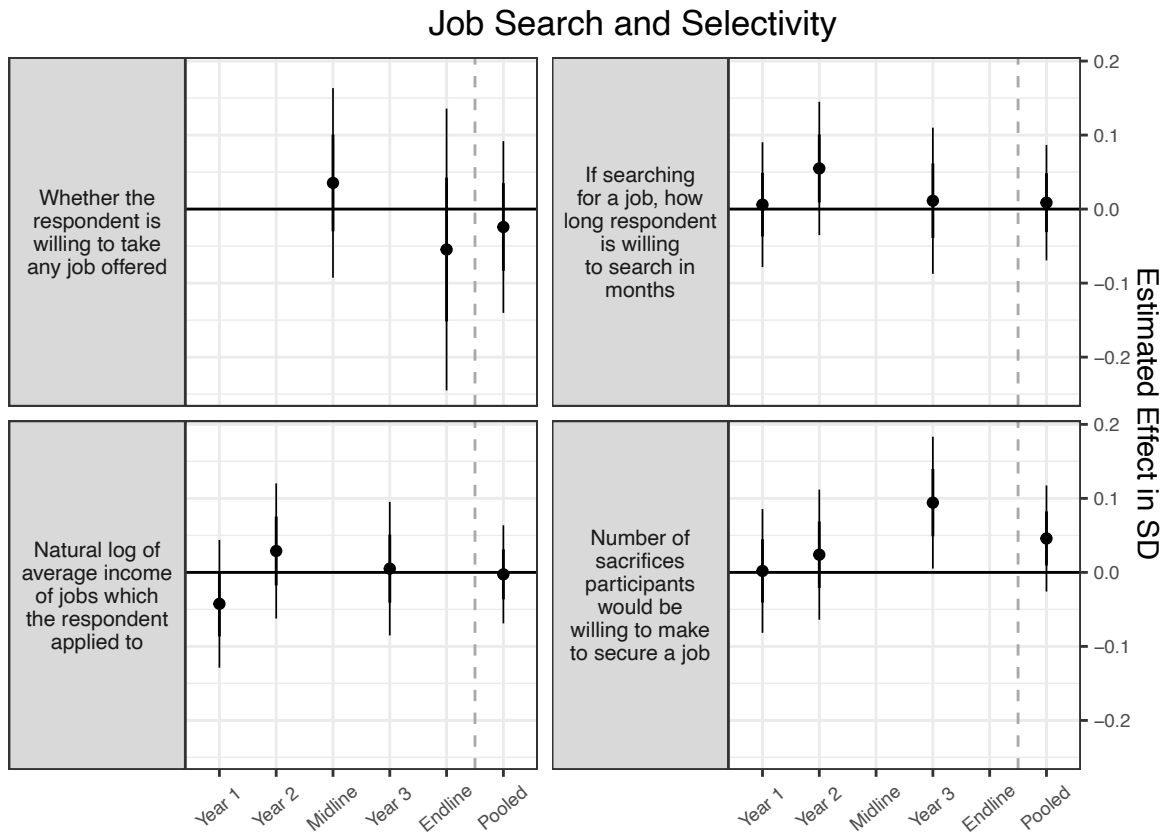 Job Search and Selectivity
Whether the
respondent is
willing to take
any job offered
If searching
for a job, how
long respondent
is willing
to search in
months
0.2
0.1
0.0
−0.1
−0.2
Natural log of
average income
of jobs which
the respondent
applied to
Number of
sacrifices
participants
would be
willing to make
to secure a job
0.2
0.1
0.0
−0.1
−0.2
Estimated Effect in SD
Year 1
Year 2
Midline
Year 3
Endline
Pooled
Year 1
Year 2
Midline
Year 3
Endline
Pooled